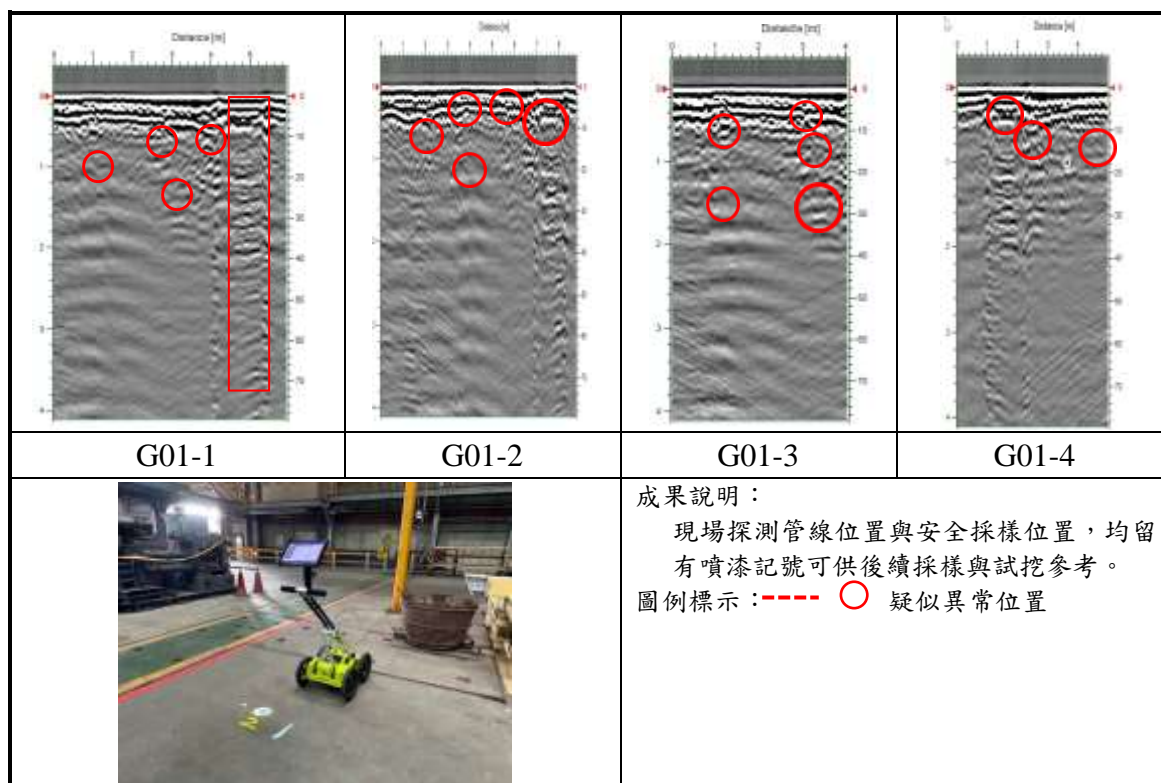 Distance [m]
G01-1
G01-2
G01-3
G01-4
2
成果說明：
現場探測管線位置與安全採樣位置，均留
有噴漆記號可供後續採樣與試挖參考。
圖例標示：---- ○ 疑似異常位置